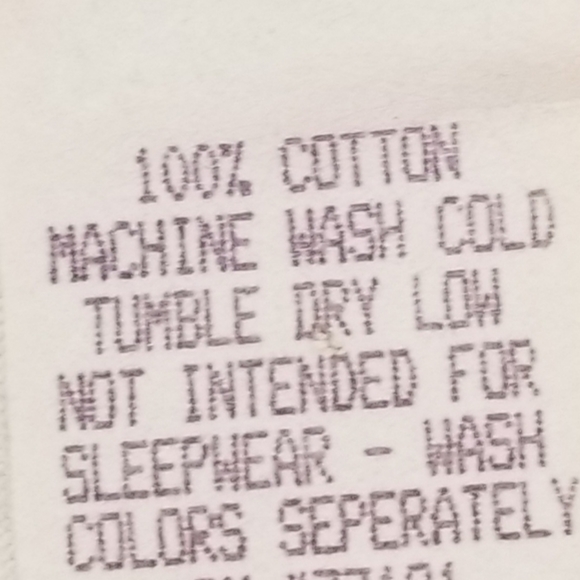 100% COTTON
MACHINE WASH COLD
TUMBLE DRY LOW
NOT INTENDED FOR
SLEEPWEAR - WASH
COLORS SEPERATELY